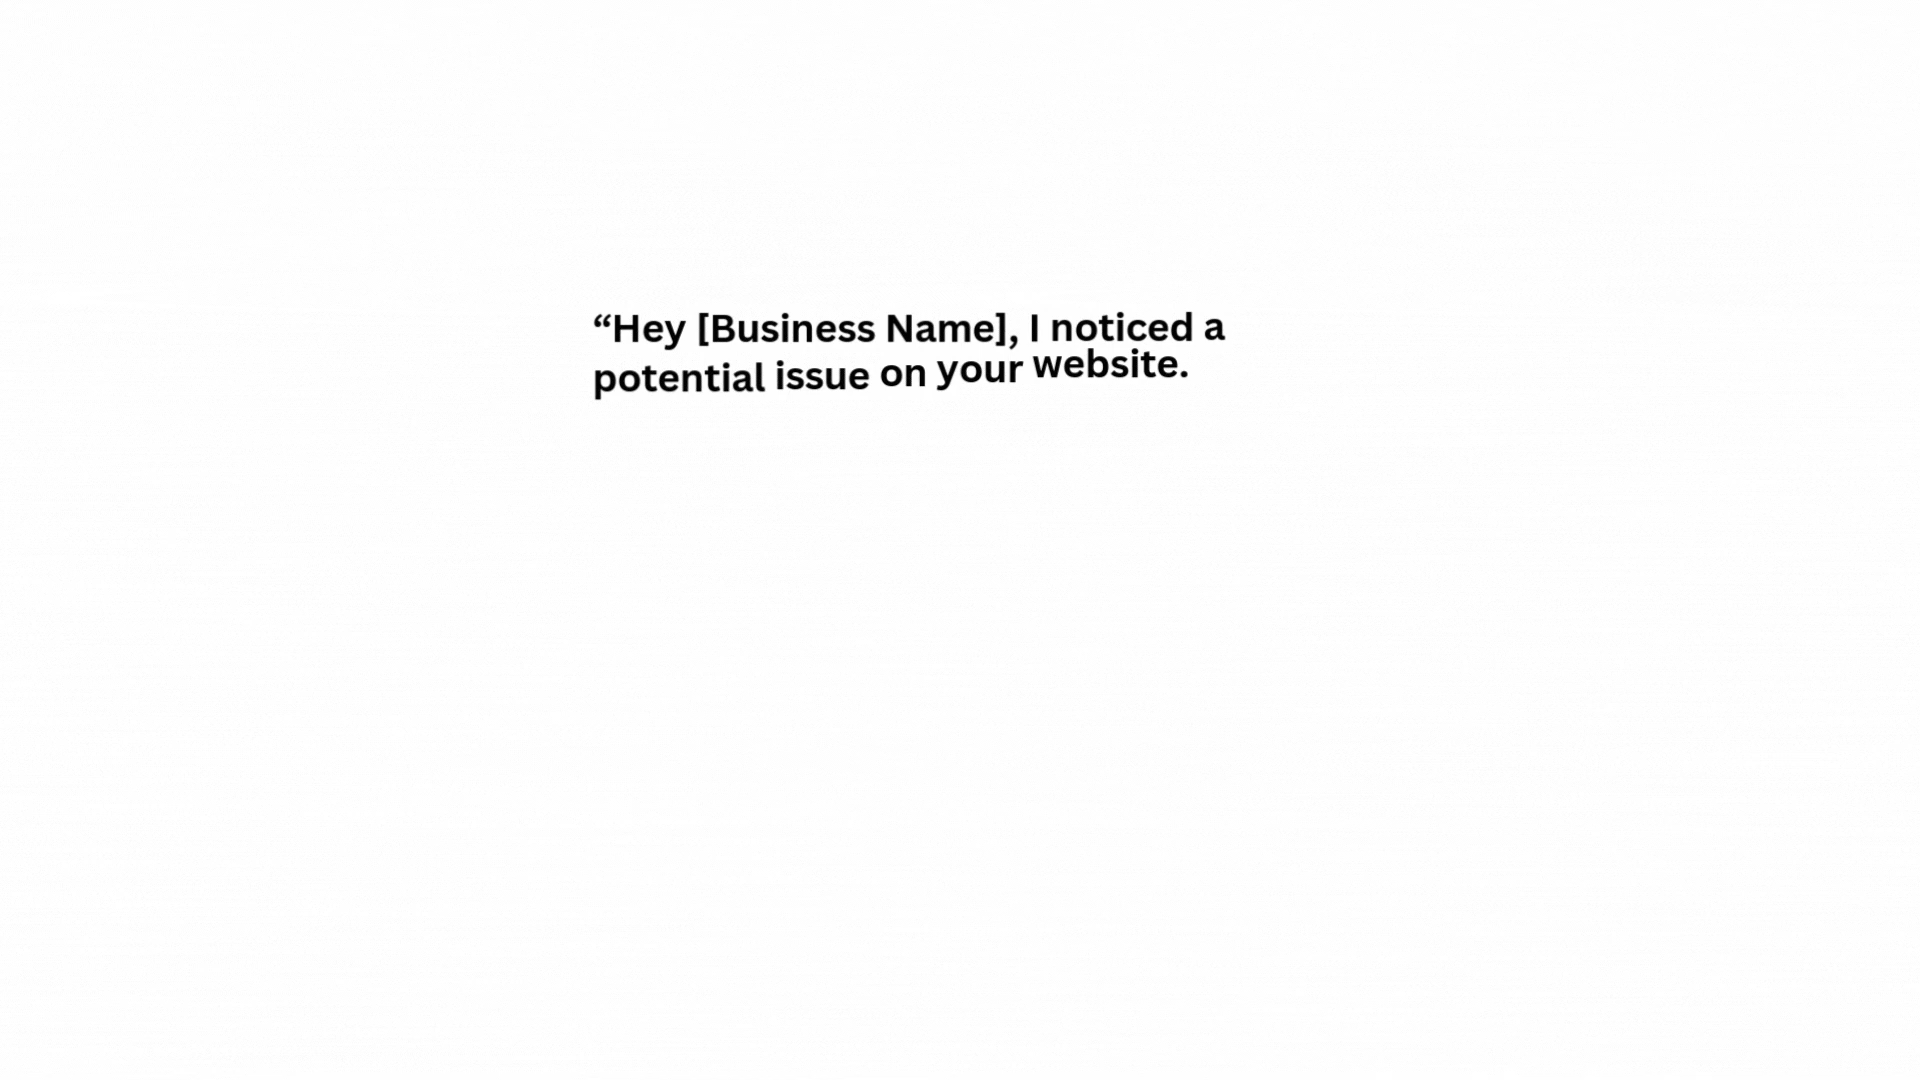 “Hey [Business Name], I noticed a
potential issue on your website.